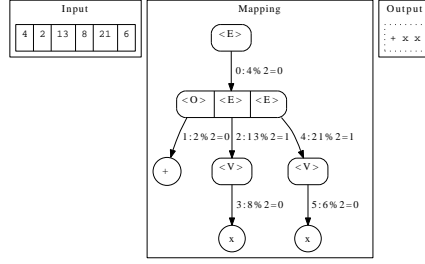 Input
4 2 13 8 21 6
Mapping
<E>
0:4%2=0
<O> <E> <E>
1:2%2=0 2:13%2=1 4:21%2=1
+ <V> <V>
3:8%2=0 5:6%2=0
x x
Output
+ x x